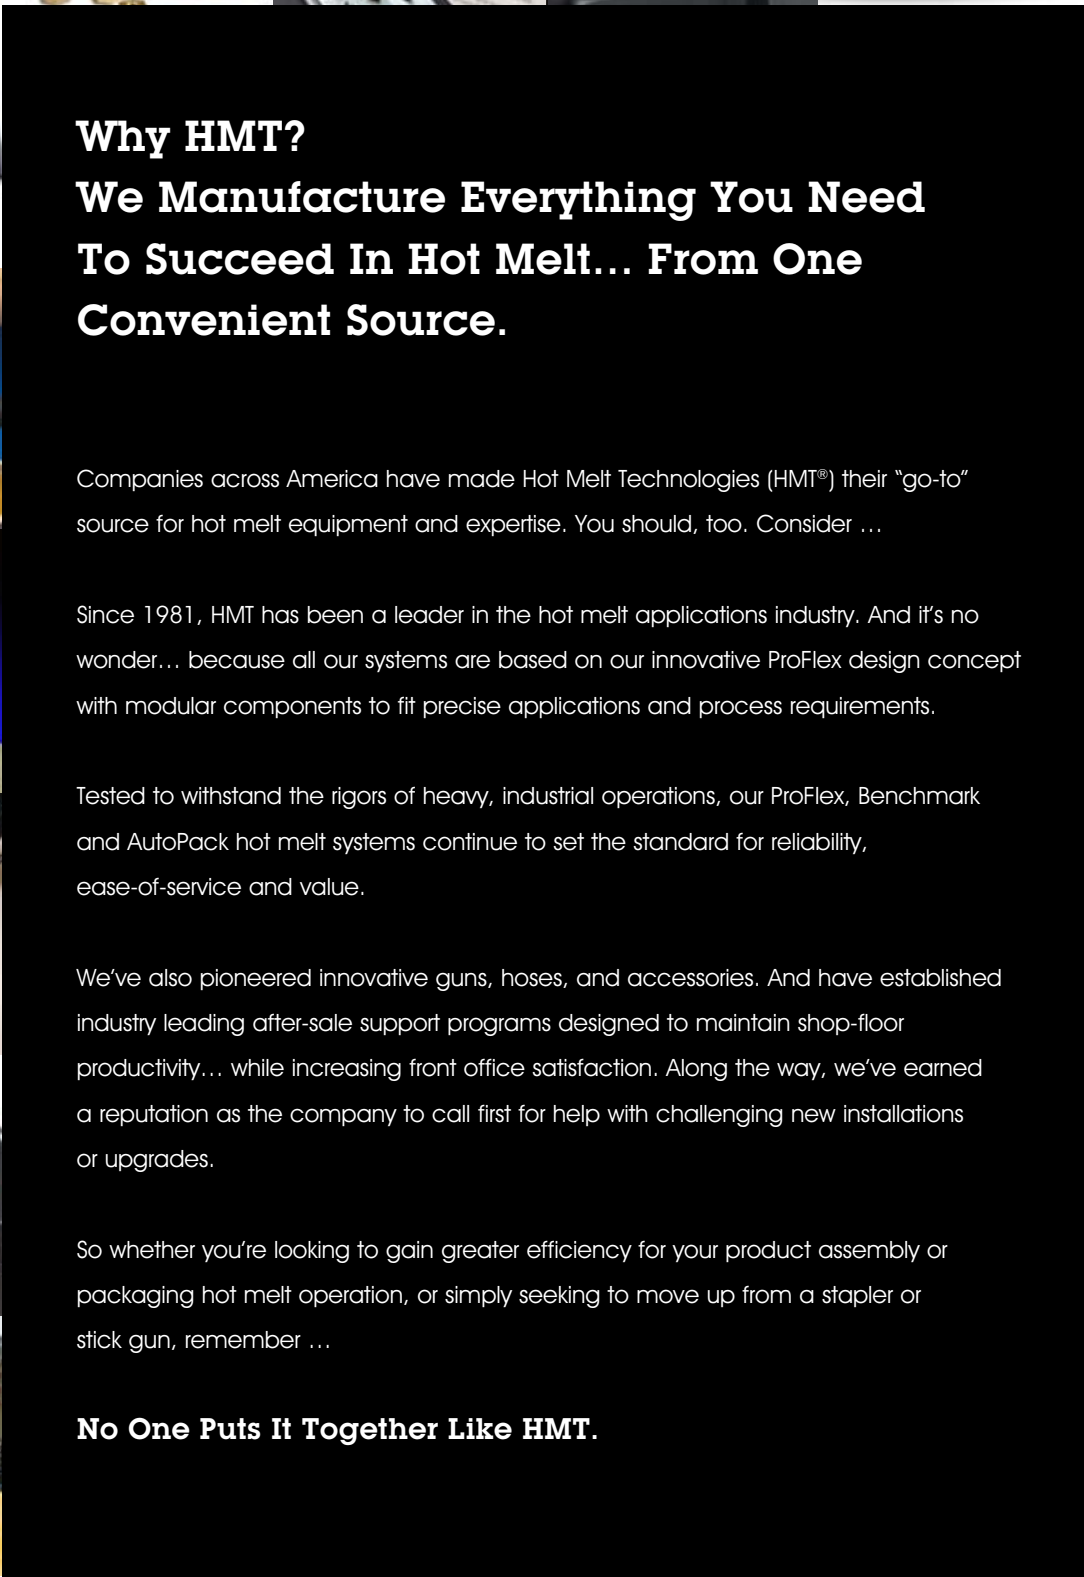 Why HMT?
We Manufacture Everything You Need
To Succeed In Hot Melt… From One
Convenient Source.
Companies across America have made Hot Melt Technologies (HMT®) their “go-to”
source for hot melt equipment and expertise. You should, too. Consider …
Since 1981, HMT has been a leader in the hot melt applications industry. And it’s no
wonder… because all our systems are based on our innovative ProFlex design concept
with modular components to fit precise applications and process requirements.
Tested to withstand the rigors of heavy, industrial operations, our ProFlex, Benchmark
and AutoPack hot melt systems continue to set the standard for reliability,
ease-of-service and value.
We’ve also pioneered innovative guns, hoses, and accessories. And have established
industry leading after-sale support programs designed to maintain shop-floor
productivity… while increasing front office satisfaction. Along the way, we’ve earned
a reputation as the company to call first for help with challenging new installations
or upgrades.
So whether you’re looking to gain greater efficiency for your product assembly or
packaging hot melt operation, or simply seeking to move up from a stapler or
stick gun, remember …
No One Puts It Together Like HMT.